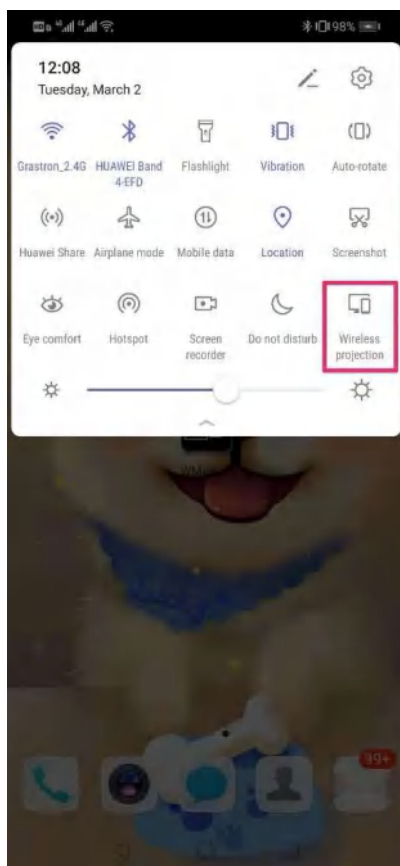 98%
12:08
Tuesday, March 2
Grastron_2.4G
HUAWEI Band
4-EFD
Flashlight
Vibration
Auto-rotate
Huawei Share
Airplane mode
Mobile data
Location
Screenshot
Eye comfort
Hotspot
Screen
recorder
Do not disturb
Wireless
projection
99+